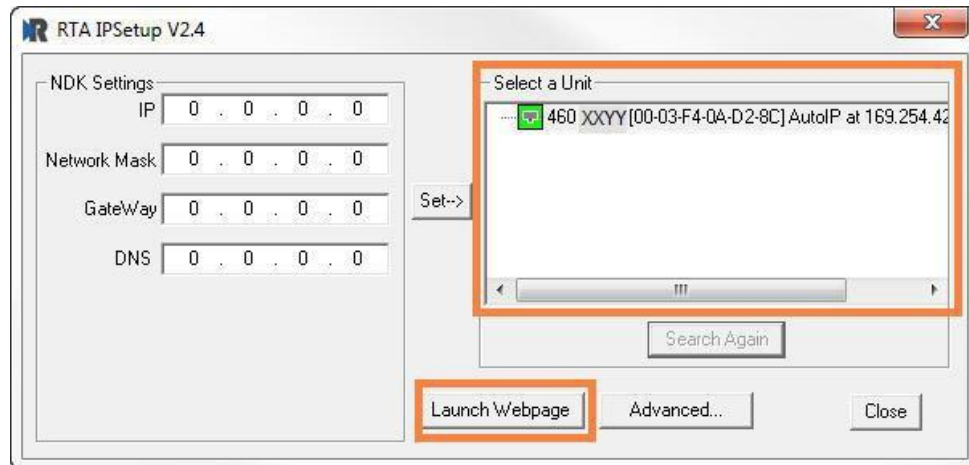 RTA IPSetup V2.4
NDK Settings
IP 0 . 0 . 0 . 0
Network Mask 0 . 0 . 0 . 0
GateWay 0 . 0 . 0 . 0
DNS 0 . 0 . 0 . 0
Set-->
Select a Unit
460 XXYY [00-03-F4-0A-D2-8C] AutoIP at 169.254.42
Search Again
Launch Webpage
Advanced...
Close